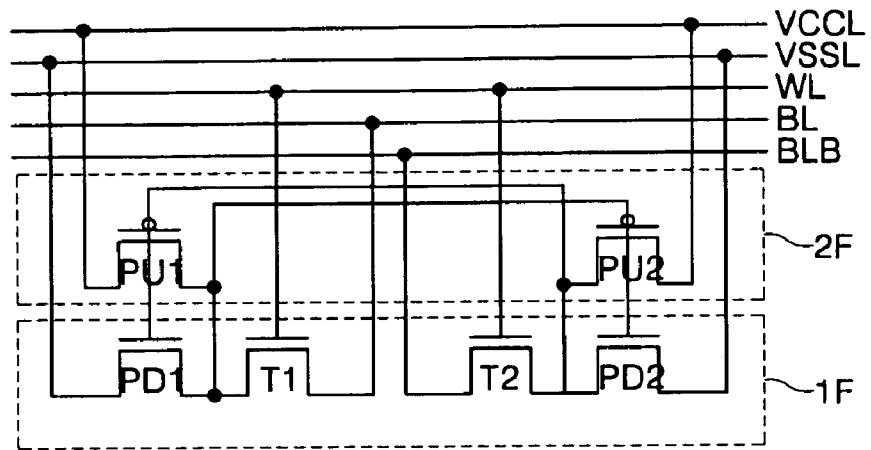 VCCL
VSSL
WL
BL
BLB
PU1
PU2
2F
PD1
T1
T2
PD2
1F